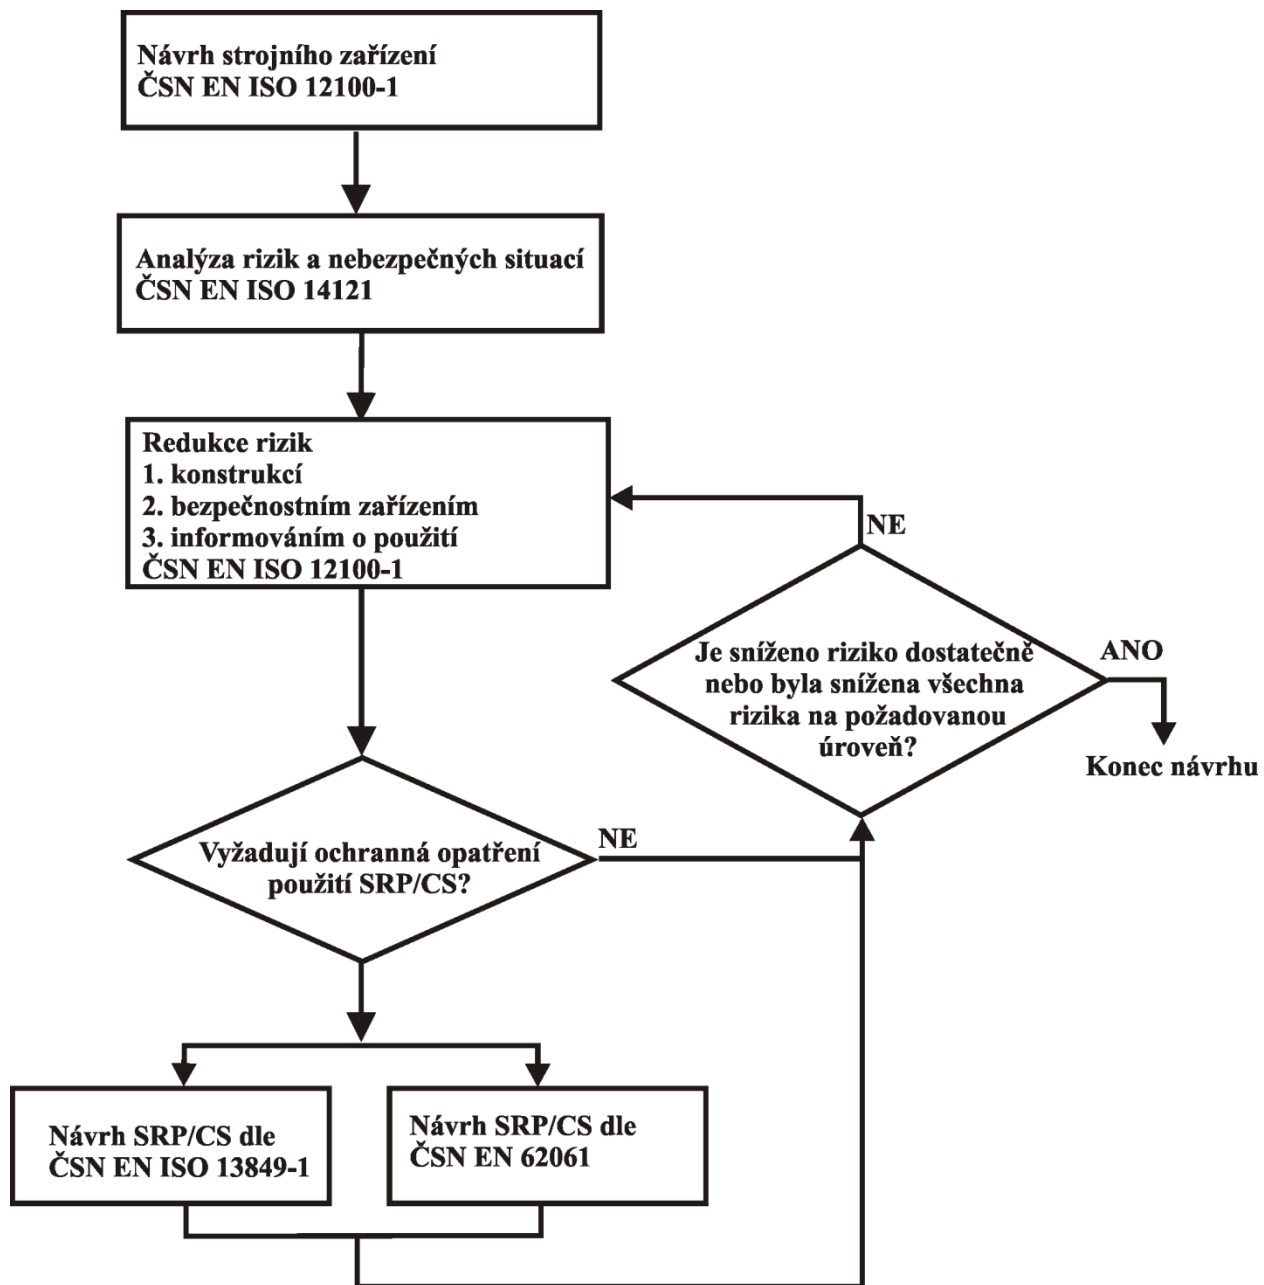 Návrh strojního zařízení
ČSN EN ISO 12100-1
Analýza rizik a nebezpečných situací
ČSN EN ISO 14121
Redukce rizik
1. konstrukcí
2. bezpečnostním zařízením
3. informováním o použití
ČSN EN ISO 12100-1
NE
Je sníženo riziko dostatečně
nebo byla snížena všechna
rizika na požadovanou
úroveň?
ANO
Konec návrhu
Vyžadují ochranná opatření
použití SRP/CS?
NE
Návrh SRP/CS dle
ČSN EN ISO 13849-1
Návrh SRP/CS dle
ČSN EN 62061